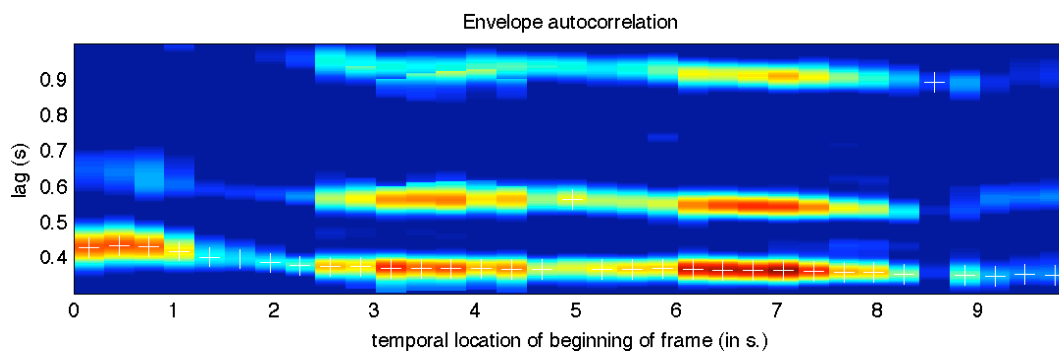 Envelope autocorrelation
lag (s)
0.9
0.8
0.7
0.6
0.5
0.4
0 1 2 3 4 5 6 7 8 9
temporal location of beginning of frame (in s.)